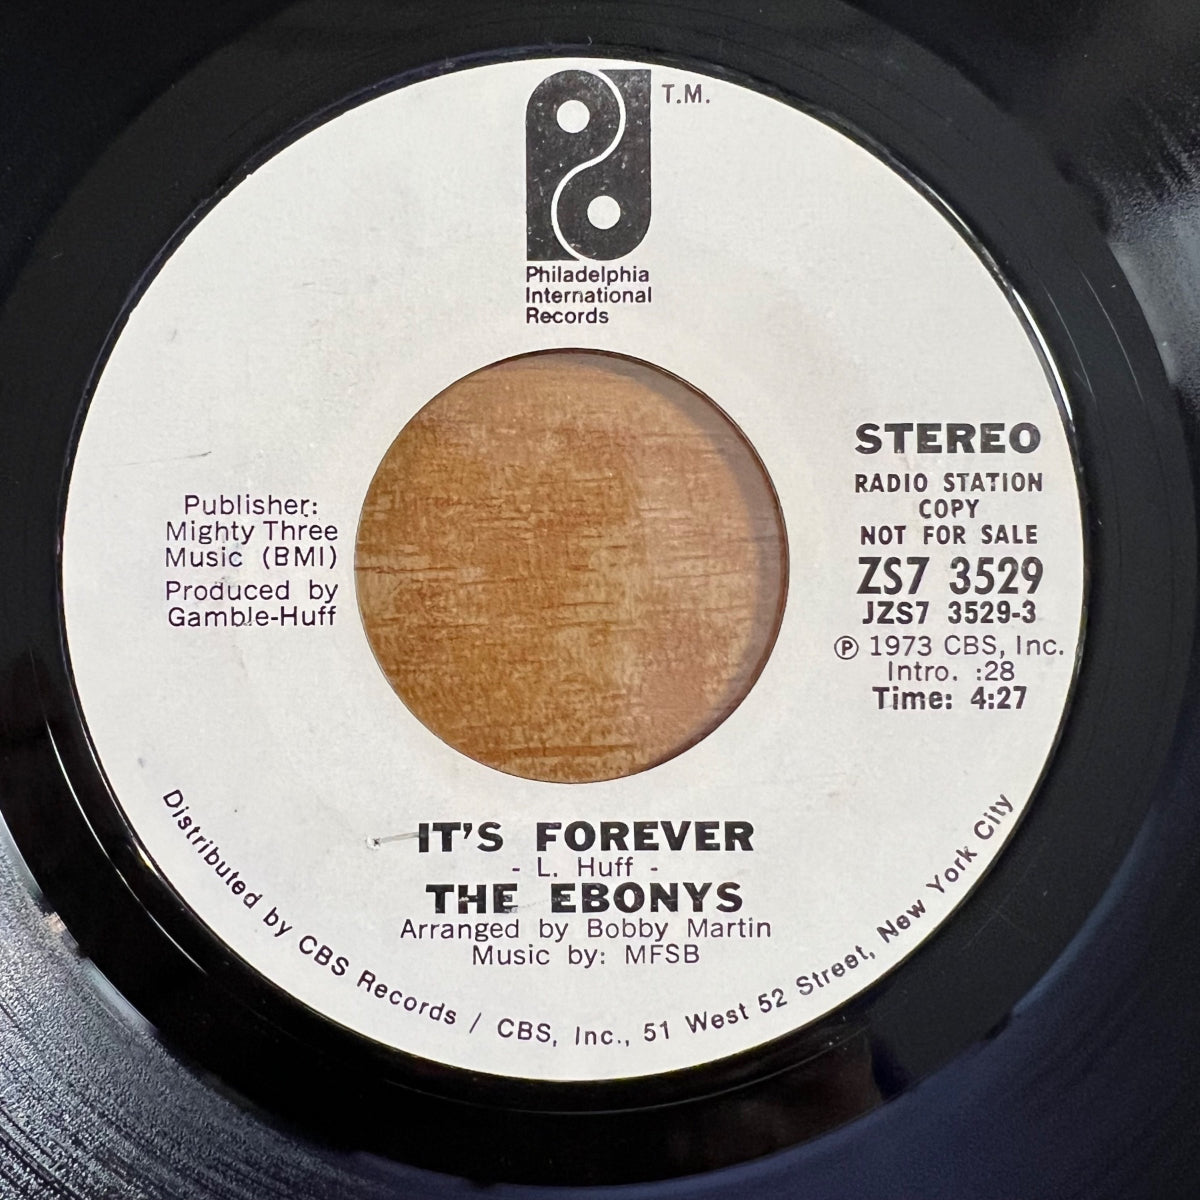 T.M.
Philadelphia
International
Records
STEREO
RADIO STATION
COPY
NOT FOR SALE
ZS7 3529
JZS7 3529-3
Ⓟ 1973 CBS, Inc.
Intro. :28
Time: 4:27
Publisher:
Mighty Three
Music (BMI)
Produced by
Gamble-Huff
IT'S FOREVER
- L. Huff -
THE EBONYS
Arranged by Bobby Martin
Music by: MFSB
Distributed by CBS Records / CBS, Inc., 51 West 52 Street, New York City